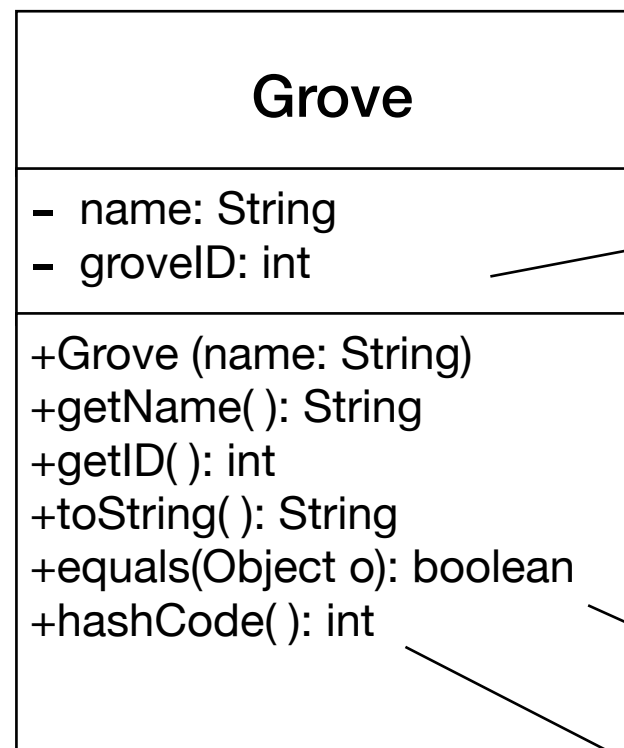 Grove
- name: String
- groveID: int
+Grove (name: String)
+getName( ): String
+getID( ): int
+toString( ): String
+equals(Object o): boolean
+hashCode( ): int